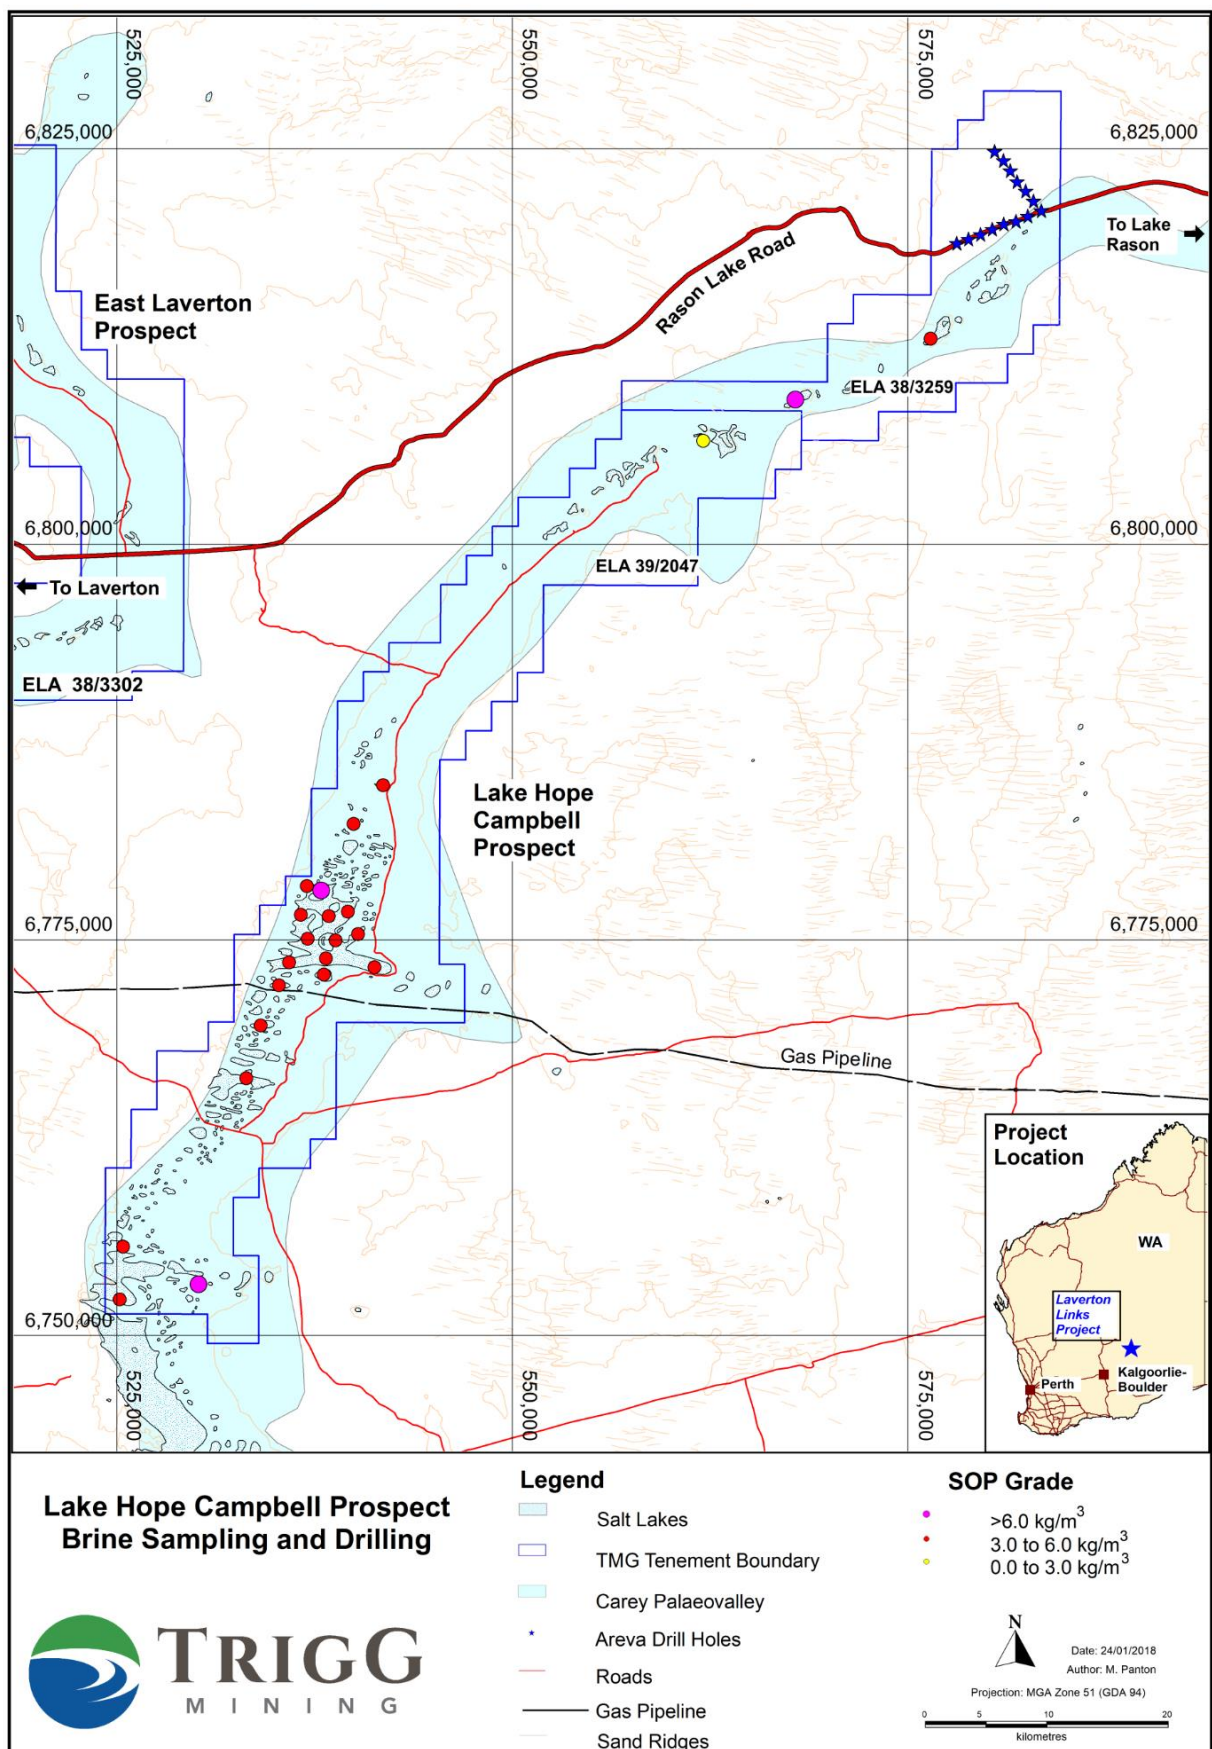 525,000
550,000
575,000
6,825,000
6,825,000
To Lake
Rason
Rason Lake Road
East Laverton
Prospect
ELA 38/3259
6,800,000
6,800,000
ELA 39/2047
To Laverton
ELA 38/3302
Lake Hope
Campbell
Prospect
6,775,000
6,775,000
Gas Pipeline
Project
Location
WA
Laverton
Links
Project
Kalgoorlie-
Boulder
Perth
6,750,000
525,000
550,000
575,000
Lake Hope Campbell Prospect
Brine Sampling and Drilling
TRIGG
MINING
Legend
Salt Lakes
TMG Tenement Boundary
Carey Palaeovalley
Areva Drill Holes
Roads
Gas Pipeline
Sand Ridges
SOP Grade
>6.0 kg/m³
3.0 to 6.0 kg/m³
0.0 to 3.0 kg/m³
N
Date: 24/01/2018
Author: M. Panton
Projection: MGA Zone 51 (GDA 94)
0 5 10 20
kilometres